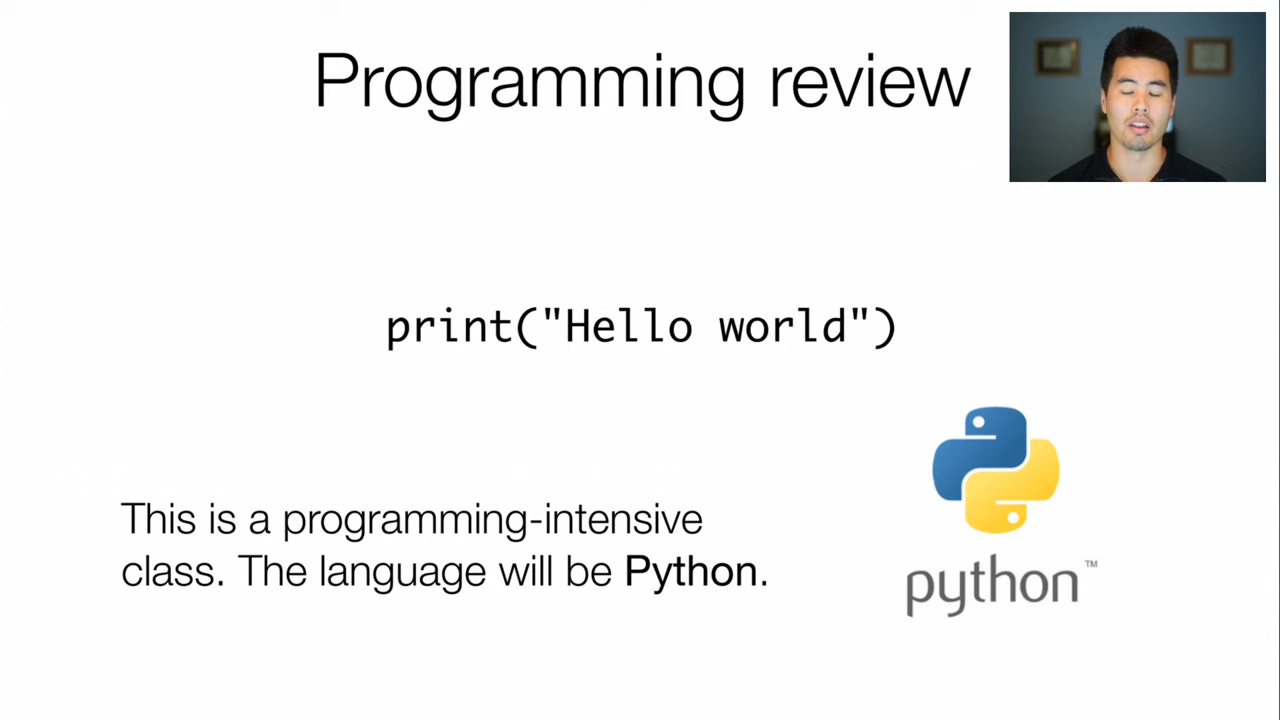 Programming review
print("Hello world")
This is a programming-intensive
class. The language will be Python.
python™